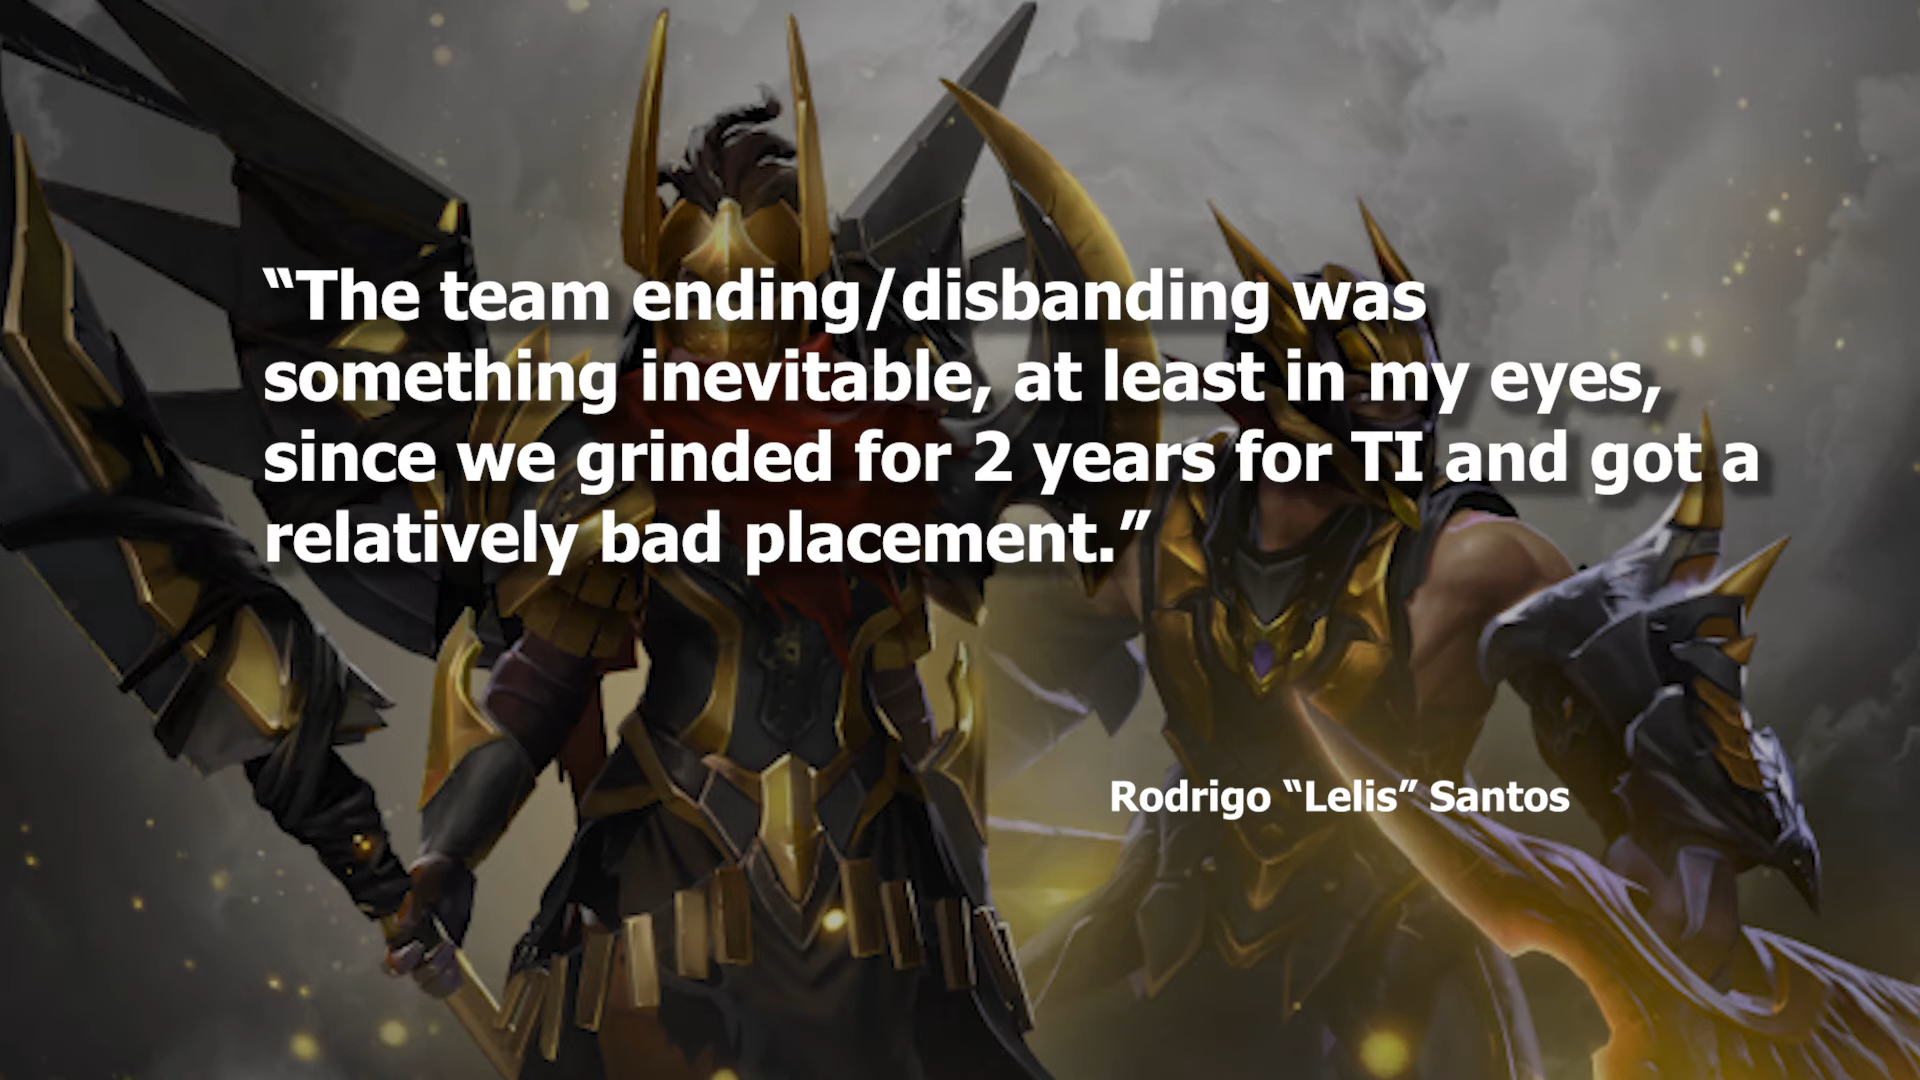 “The team ending/disbanding was
something inevitable, at least in my eyes,
since we grinded for 2 years for TI and got a
relatively bad placement.”
Rodrigo “Lelis” Santos